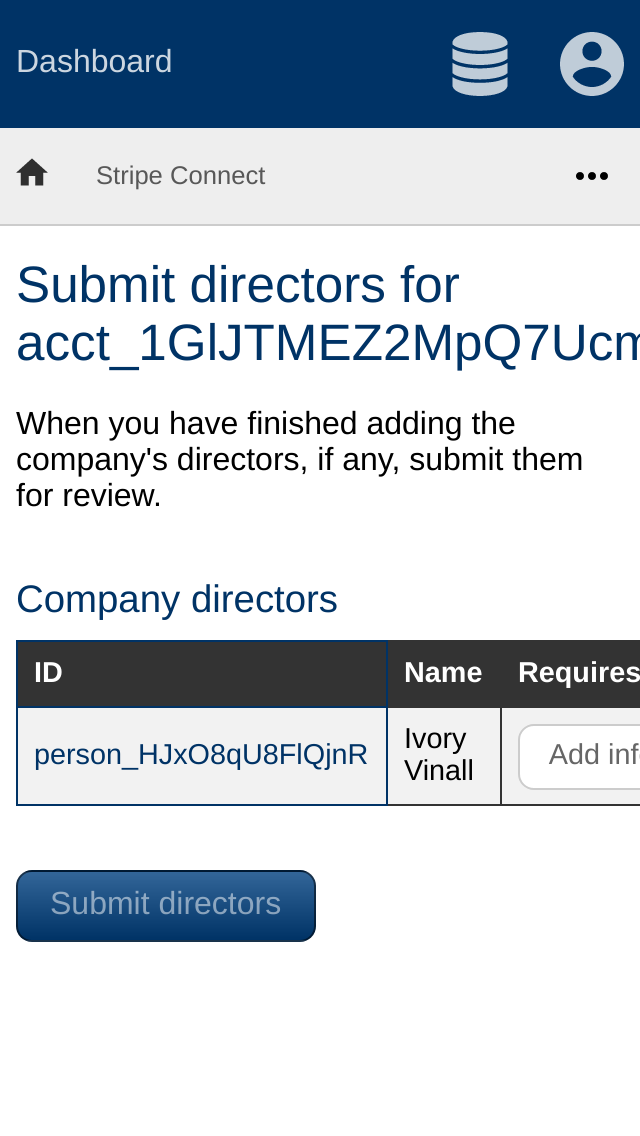 Dashboard
Stripe Connect
Submit directors for
acct_1GlJTMEZ2MpQ7Ucm
When you have finished adding the
company's directors, if any, submit them
for review.
Company directors
ID Name Requires
person_HJxO8qU8FlQjnR Ivory Vinall Add inf
Submit directors